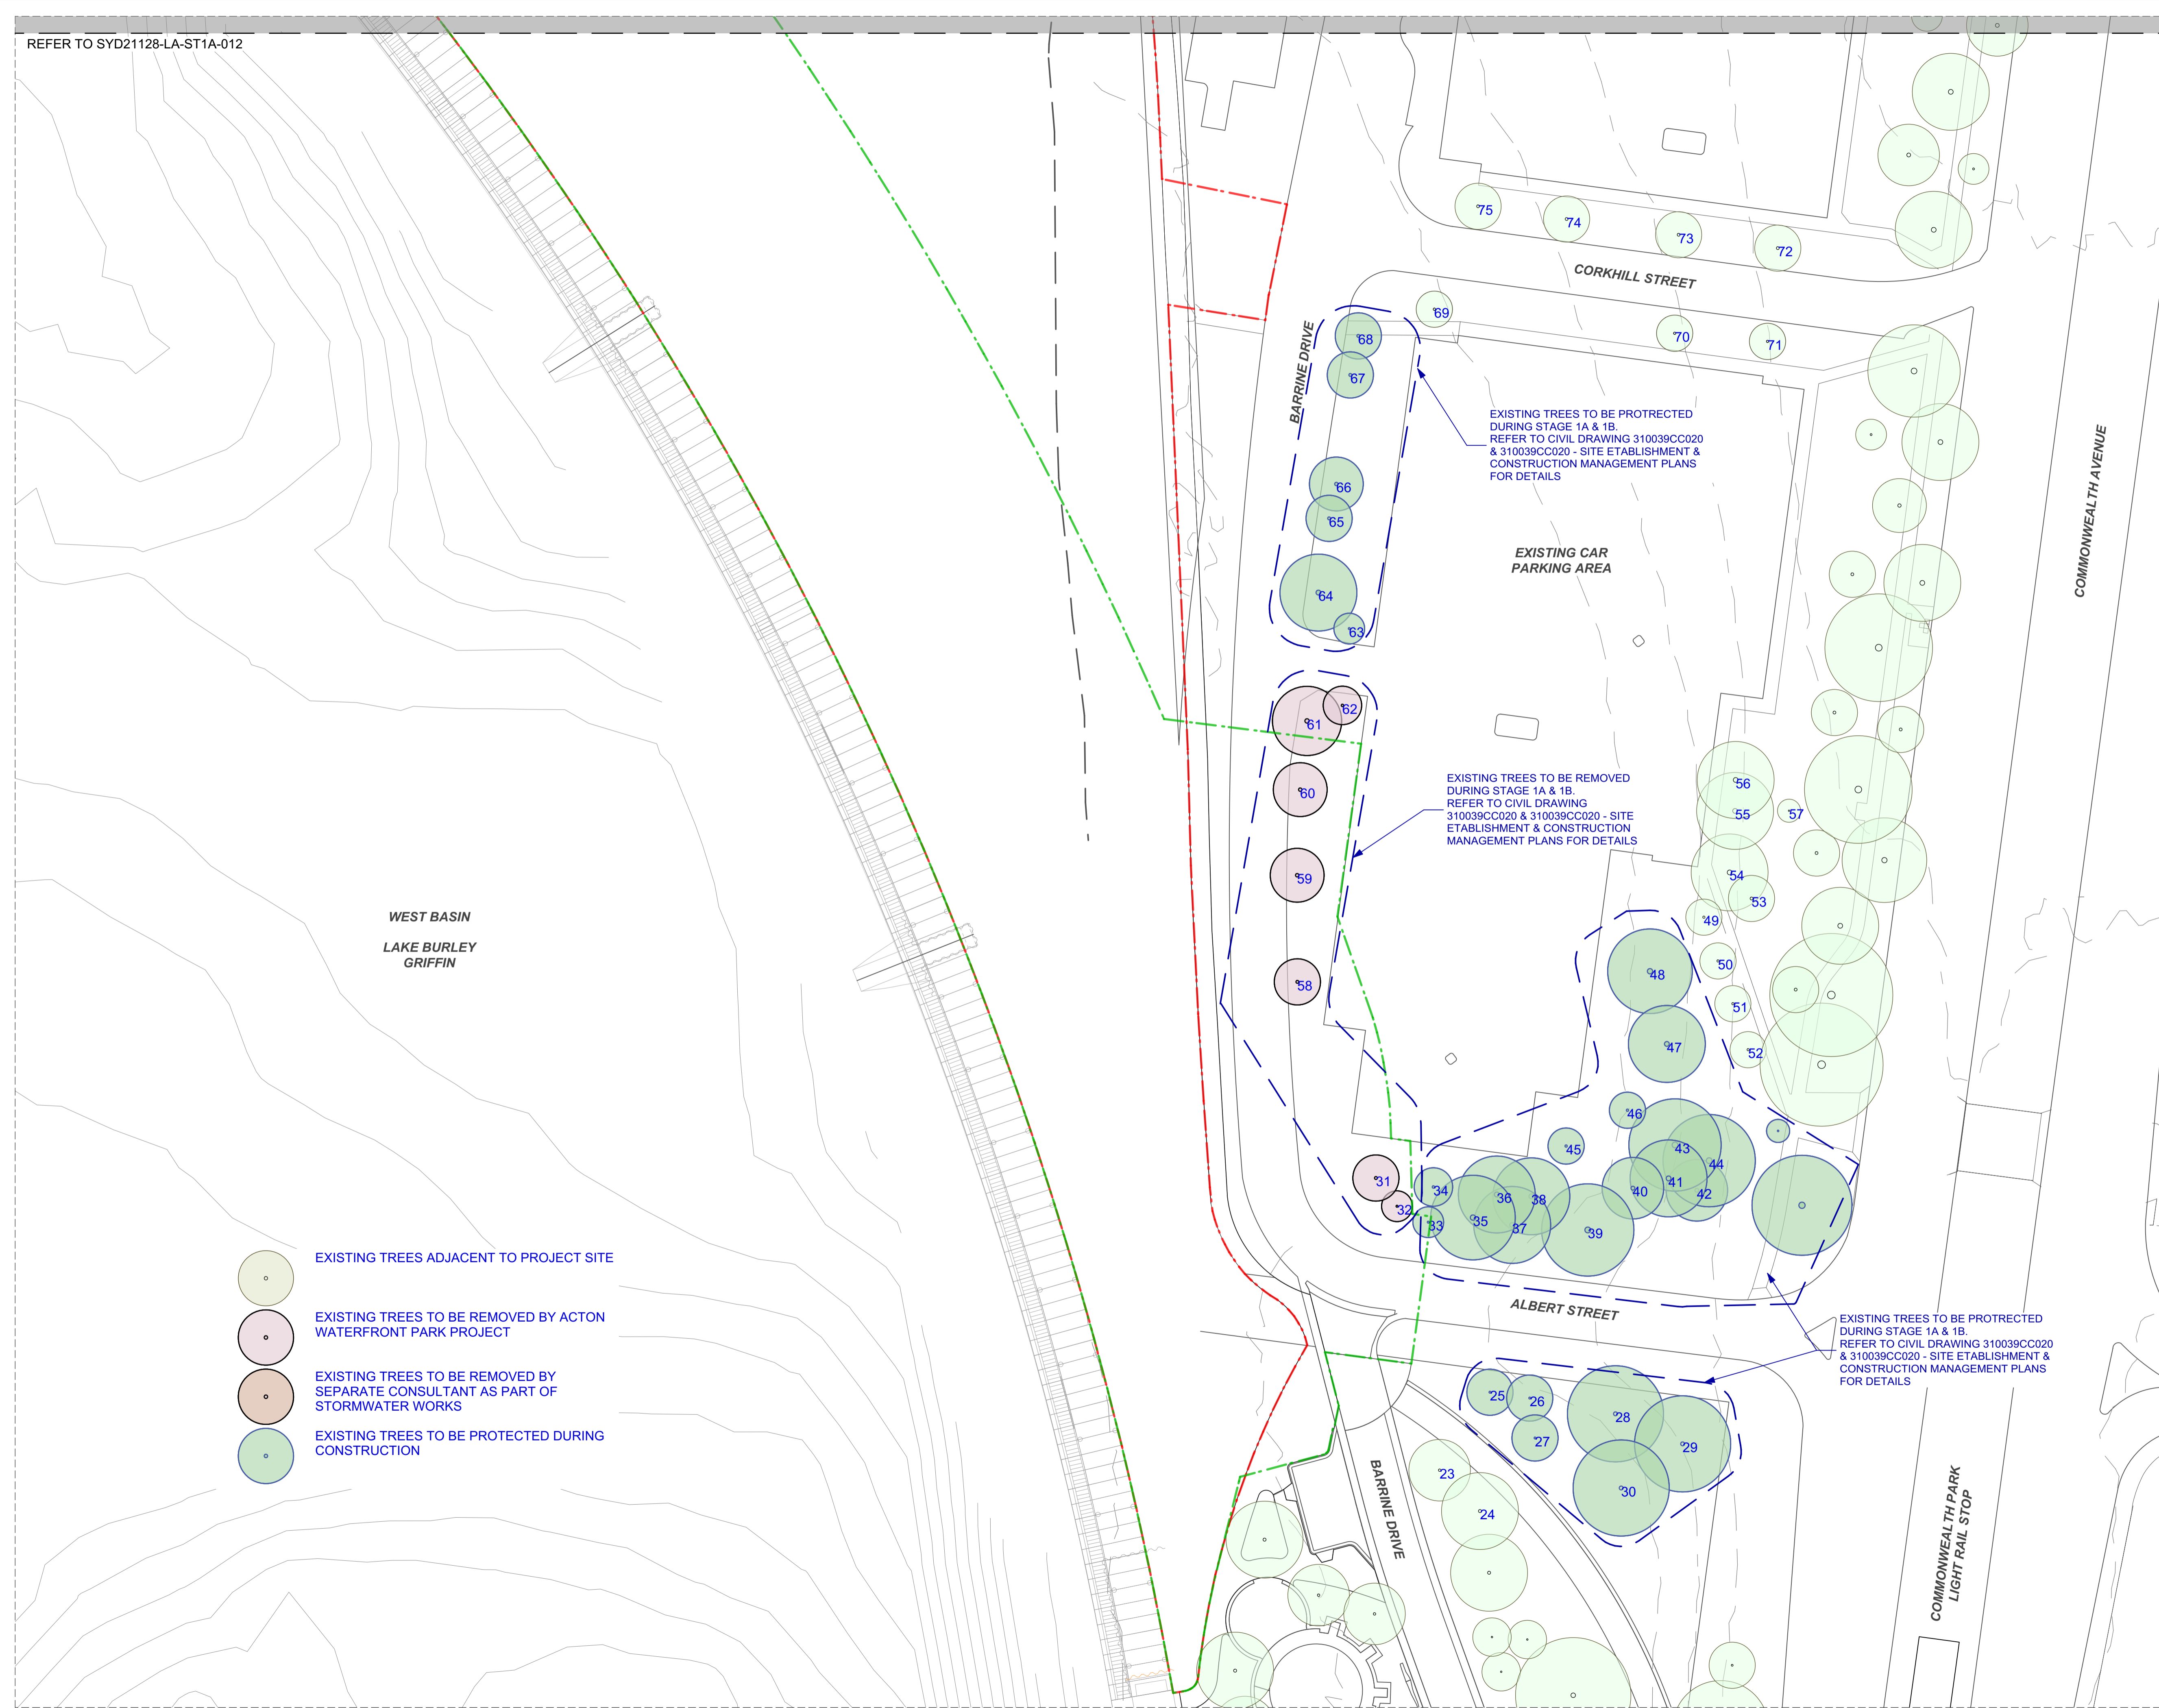 REFER TO SYD21128-LA-ST1A-012
75
74
73
72
CORKHILL STREET
69
70
71
68
67
BARRINE DRIVE
EXISTING TREES TO BE PROTRECTED
DURING STAGE 1A & 1B.
REFER TO CIVIL DRAWING 310039CC020
& 310039CC020 - SITE ETABLISHMENT &
CONSTRUCTION MANAGEMENT PLANS
FOR DETAILS
COMMONWEALTH AVENUE
66
65
EXISTING CAR
PARKING AREA
64
63
62
61
60
EXISTING TREES TO BE REMOVED
DURING STAGE 1A & 1B.
REFER TO CIVIL DRAWING
310039CC020 & 310039CC020 - SITE
ETABLISHMENT & CONSTRUCTION
MANAGEMENT PLANS FOR DETAILS
56
55
57
59
54
53
49
WEST BASIN
LAKE BURLEY
GRIFFIN
58
48
50
51
47
52
46
45
43
44
31
32
34
33
36
35
38
37
39
40
41
42
EXISTING TREES ADJACENT TO PROJECT SITE
EXISTING TREES TO BE REMOVED BY ACTON
WATERFRONT PARK PROJECT
EXISTING TREES TO BE REMOVED BY
SEPARATE CONSULTANT AS PART OF
STORMWATER WORKS
EXISTING TREES TO BE PROTECTED DURING
CONSTRUCTION
ALBERT STREET
EXISTING TREES TO BE PROTRECTED
DURING STAGE 1A & 1B.
REFER TO CIVIL DRAWING 310039CC020
& 310039CC020 - SITE ETABLISHMENT &
CONSTRUCTION MANAGEMENT PLANS
FOR DETAILS
25
26
27
28
29
30
23
24
BARRINE DRIVE
COMMONWEALTH PARK
LIGHT RAIL STOP